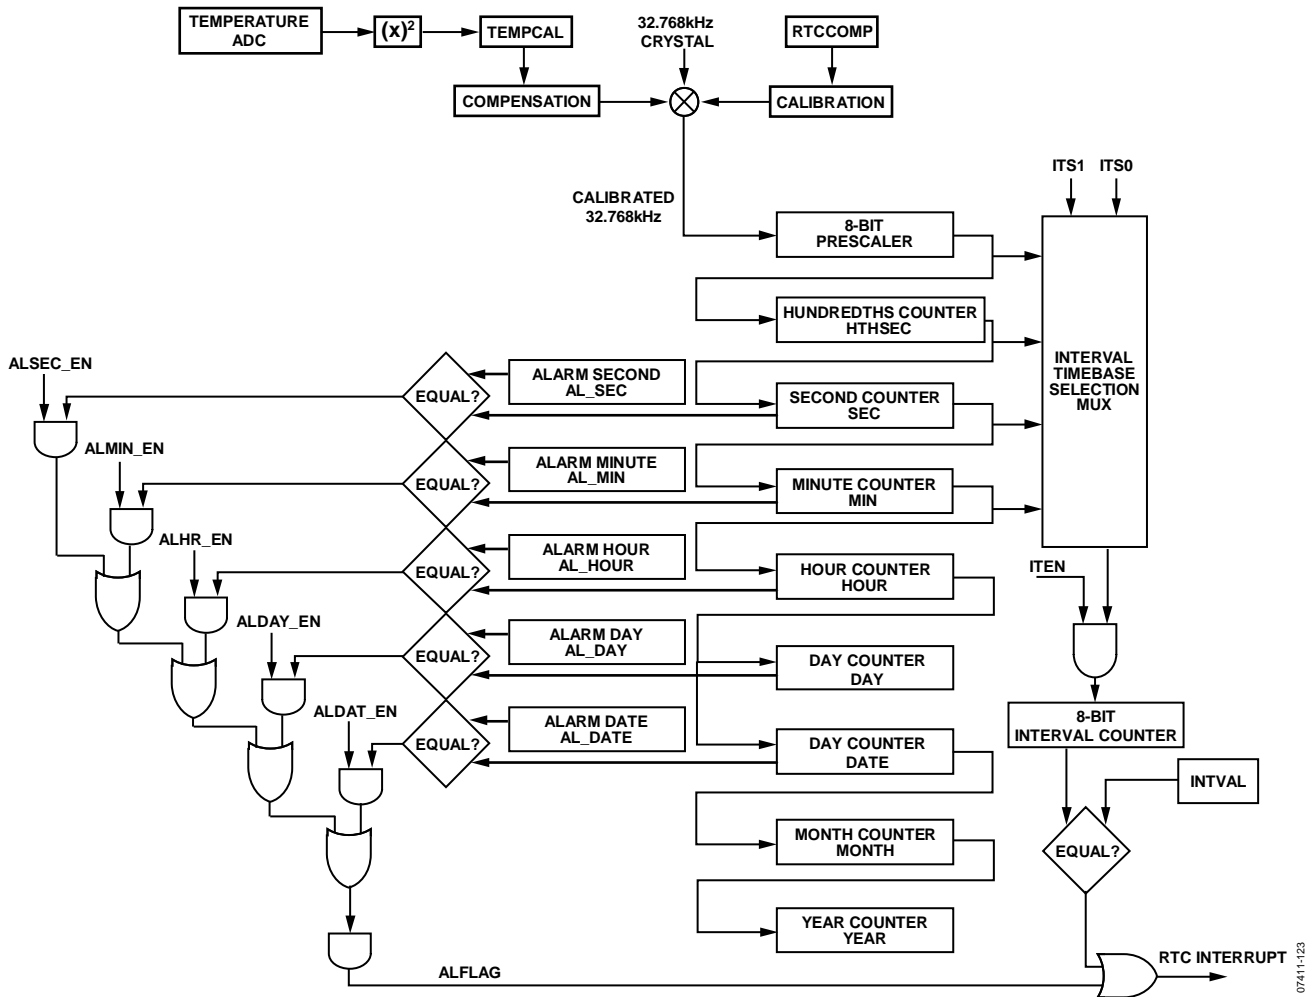 TEMPERATURE
ADC
(x)²
TEMPCAL
32.768kHz
CRYSTAL
RTCCOMP
COMPENSATION
CALIBRATION
ITS1 ITS0
CALIBRATED
32.768kHz
8-BIT
PRESCALER
HUNDREDTHS COUNTER
HTHSEC
INTERVAL
TIMEBASE
SELECTION
MUX
ALSEC_EN
EQUAL?
ALARM SECOND
AL_SEC
SECOND COUNTER
SEC
ALMIN_EN
EQUAL?
ALARM MINUTE
AL_MIN
MINUTE COUNTER
MIN
ALHR_EN
EQUAL?
ALARM HOUR
AL_HOUR
HOUR COUNTER
HOUR
ITEN
ALDAY_EN
EQUAL?
ALARM DAY
AL_DAY
DAY COUNTER
DAY
ALDAT_EN
EQUAL?
ALARM DATE
AL_DATE
DAY COUNTER
DATE
8-BIT
INTERVAL COUNTER
INTVAL
MONTH COUNTER
MONTH
EQUAL?
YEAR COUNTER
YEAR
ALFLAG
RTC INTERRUPT
07411-123